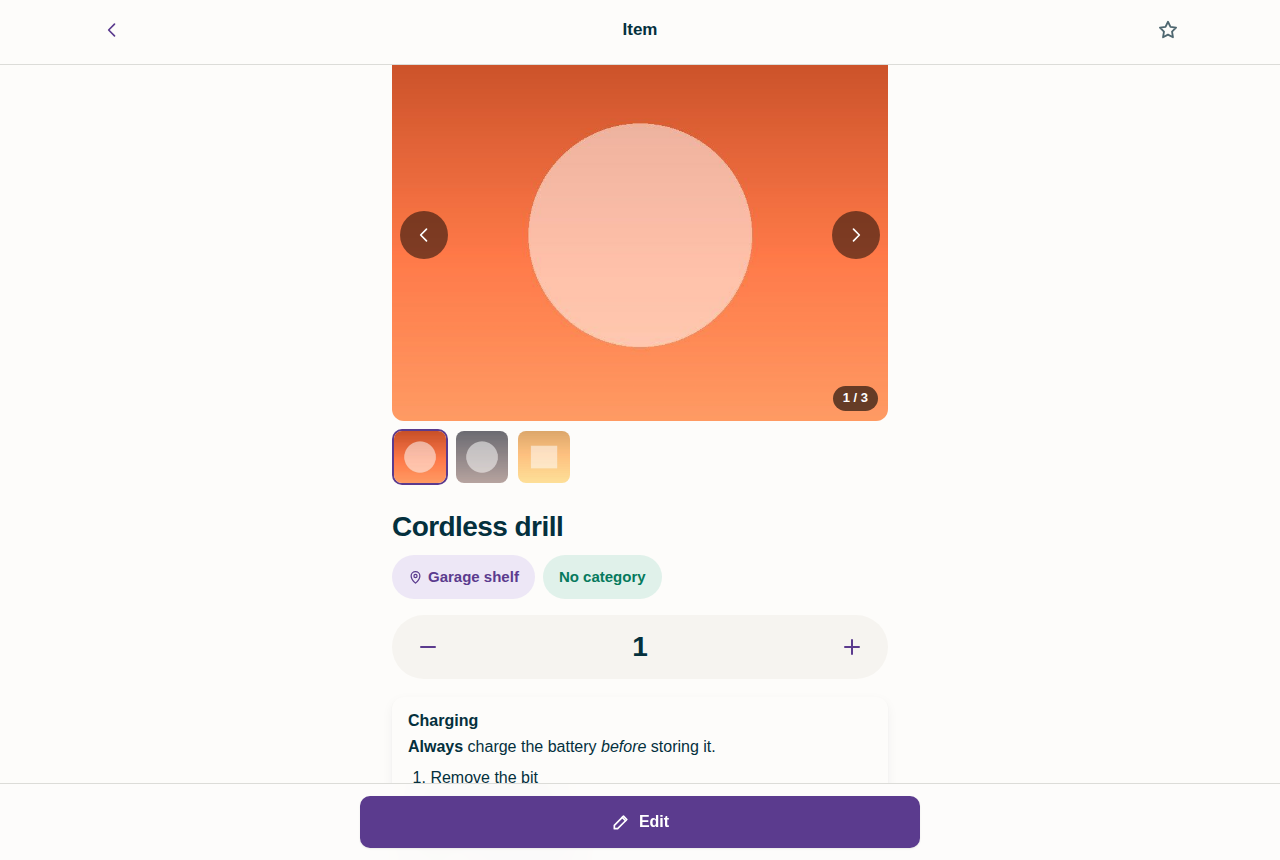 Item
1 / 3
Cordless drill
Garage shelf
No category
1
Charging
Always charge the battery before storing it.
1. Remove the bit
Edit